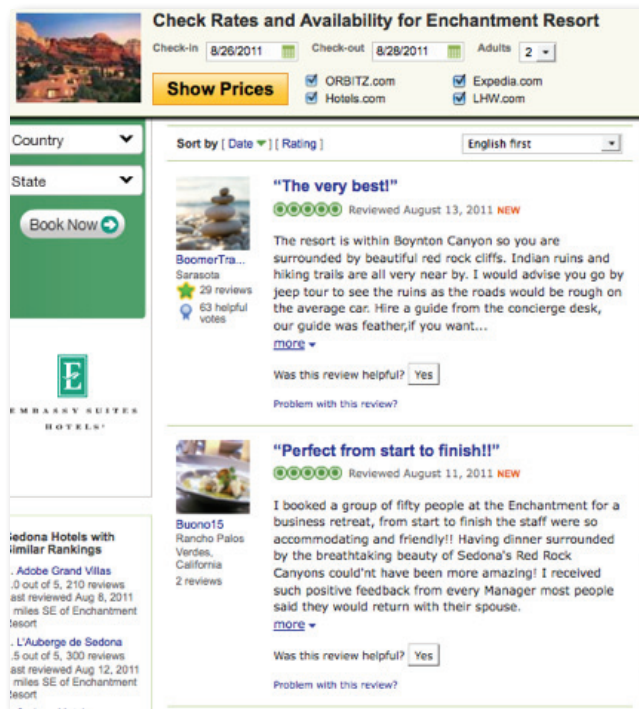 Check Rates and Availability for Enchantment Resort
Check-in 8/26/2011 Check-out 8/28/2011 Adults 2
Show Prices
ORBITZ.com Expedia.com
Hotels.com LHW.com
Country
State
Book Now
E
EMBASSY SUITES
HOTELS
Sedona Hotels with
Similar Rankings
. Adobe Grand Villas
.0 out of 5, 210 reviews
ast reviewed Aug 8, 2011
miles SE of Enchantment
Resort
. L'Auberge de Sedona
.5 out of 5, 300 reviews
ast reviewed Aug 12, 2011
miles SE of Enchantment
Resort
Sort by [ Date ] [ Rating ]
English first
BoomerTra...
Sarasota
29 reviews
63 helpful
votes
“The very best!”
Reviewed August 13, 2011 NEW
The resort is within Boynton Canyon so you are
surrounded by beautiful red rock cliffs. Indian ruins and
hiking trails are all very near by. I would advise you go by
jeep tour to see the ruins as the roads would be rough on
the average car. Hire a guide from the concierge desk,
our guide was feather,if you want...
more
Was this review helpful? Yes
Problem with this review?
Buono15
Rancho Palos
Verdes,
California
2 reviews
“Perfect from start to finish!!”
Reviewed August 11, 2011 NEW
I booked a group of fifty people at the Enchantment for a
business retreat, from start to finish the staff were so
accommodating and friendly!! Having dinner surrounded
by the breathtaking beauty of Sedona's Red Rock
Canyons could'nt have been more amazing! I received
such positive feedback from every Manager most people
said they would return with their spouse.
more
Was this review helpful? Yes
Problem with this review?